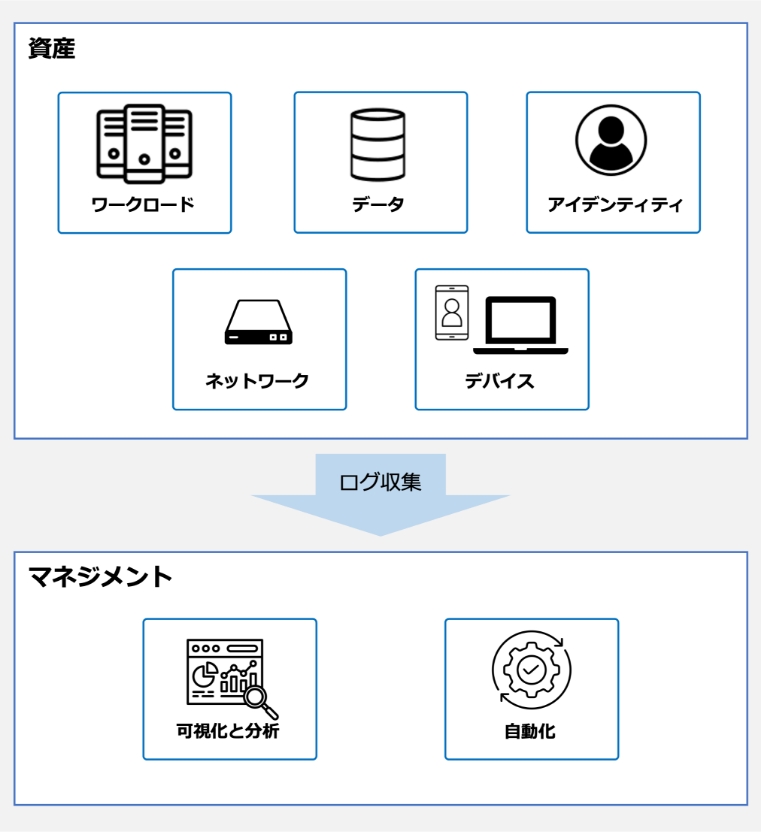 資産
ワークロード
データ
アイデンティティ
ネットワーク
デバイス
ログ収集
マネジメント
可視化と分析
自動化